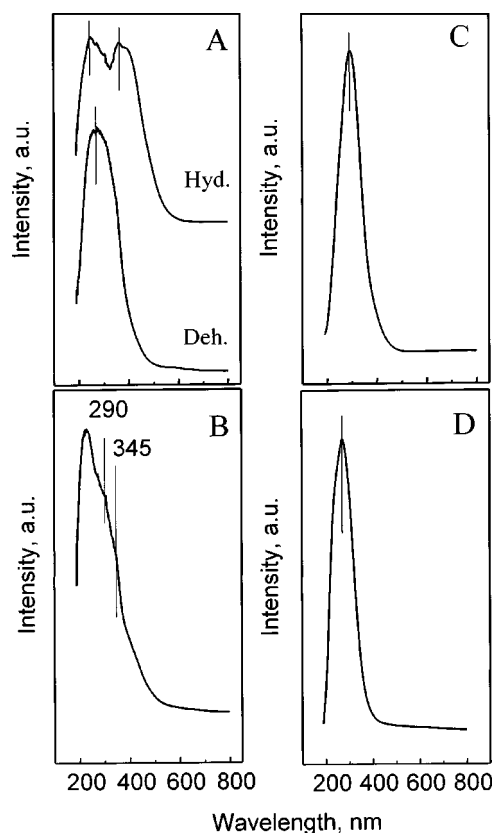 A
Hyd.
Deh.
Intensity, a.u.
C
Intensity, a.u.
B
290
345
Intensity, a.u.
200 400 600 800
D
Intensity, a.u.
200 400 600 800
Wavelength, nm